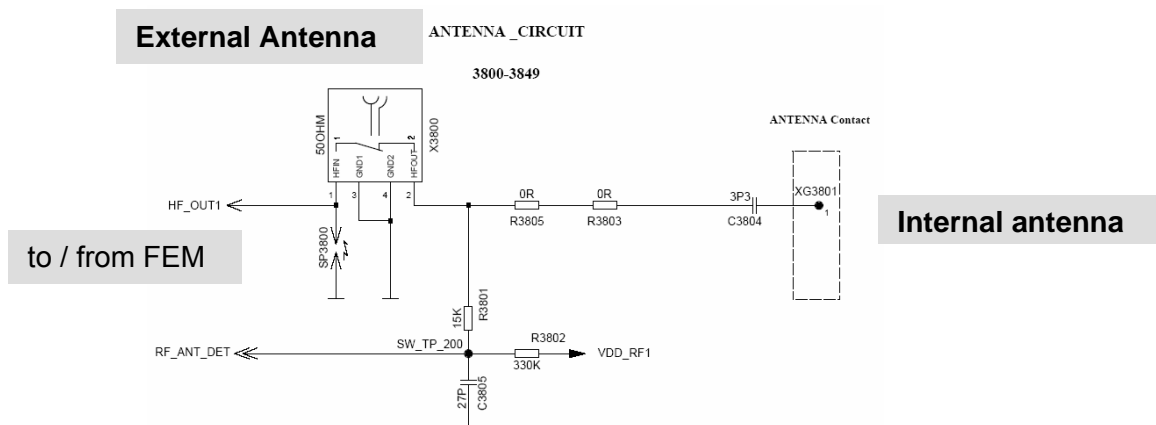 External Antenna
ANTENNA _CIRCUIT
3800-3849
ANTENNA Contact
50OHM
1
2
X3800
HFIN
GND1
GND2
HFOUT
1
3
4
2
HF_OUT1
0R
0R
3P3
XG3801
R3805
R3803
C3804
1
Internal antenna
to / from FEM
SP3800
15K
R3801
R3802
RF_ANT_DET
SW_TP_200
VDD_RF1
330K
27P
C3805